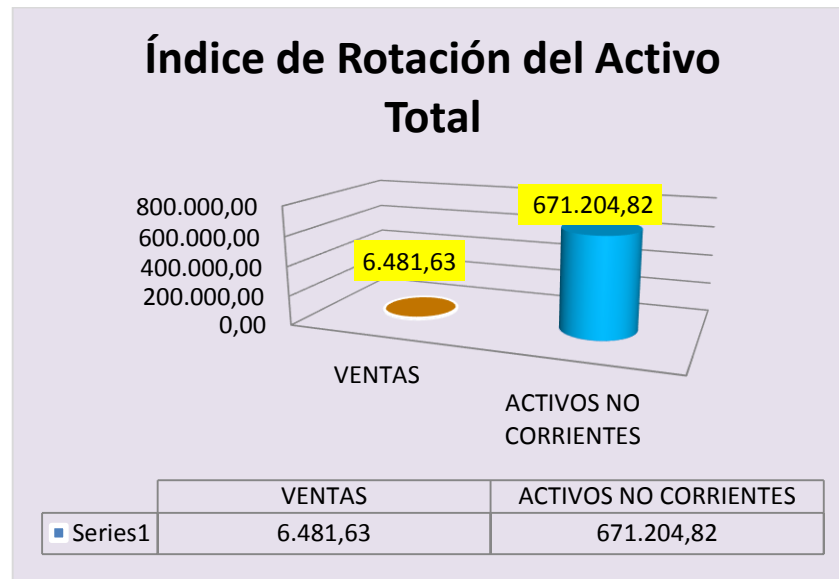 Índice de Rotación del Activo
Total
800.000,00
600.000,00
400.000,00
200.000,00
0,00
6.481,63
671.204,82
VENTAS
ACTIVOS NO
CORRIENTES
VENTAS ACTIVOS NO CORRIENTES
Series1 6.481,63 671.204,82